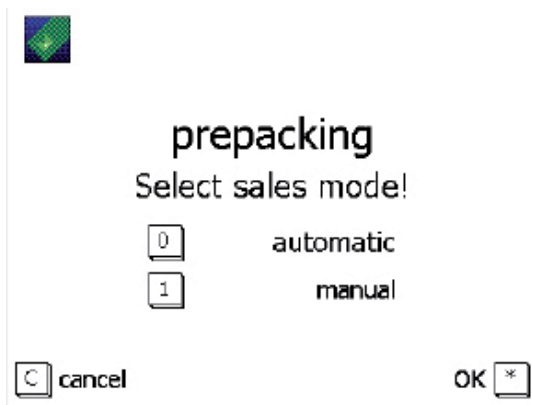 prepacking
Select sales mode!
0 automatic
1 manual
C cancel OK *